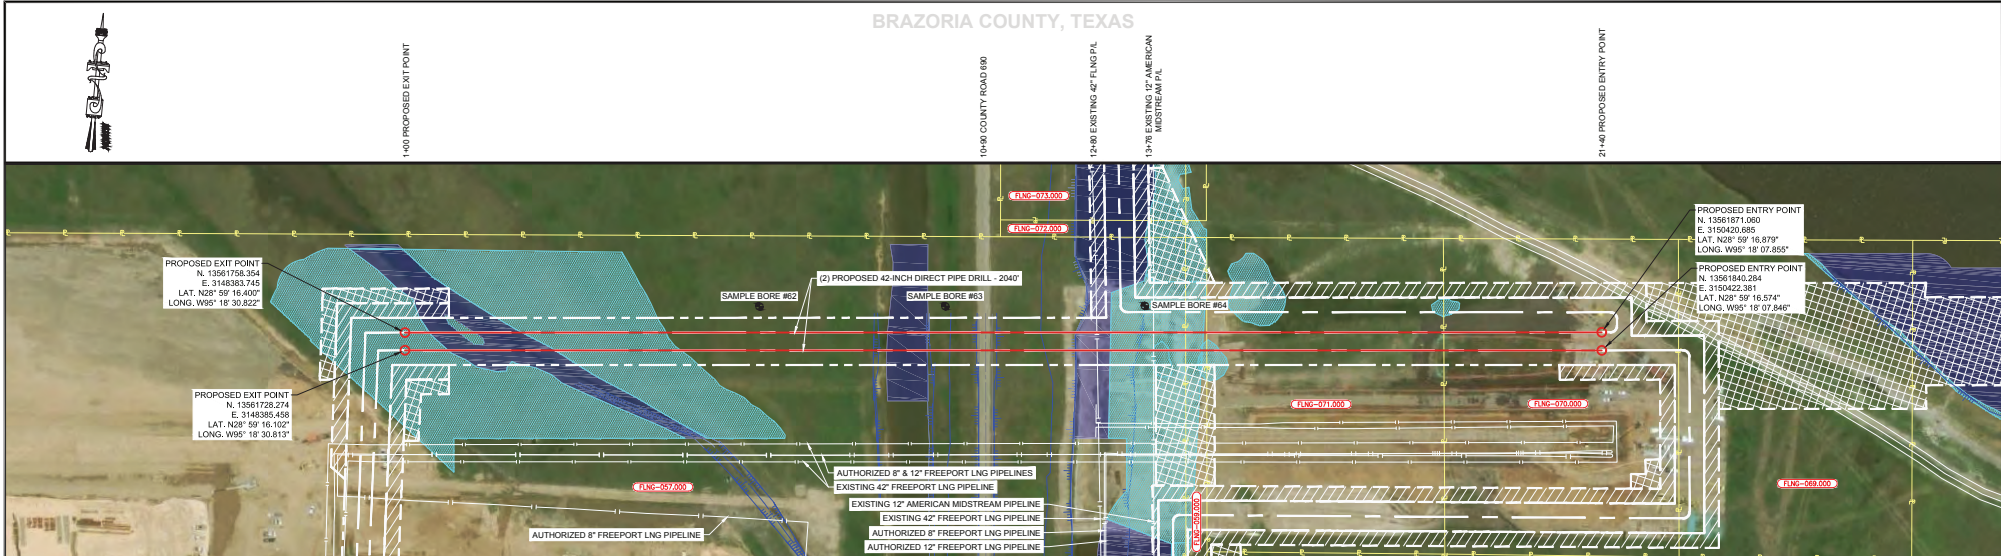 BRAZORIA COUNTY, TEXAS
1+00 PROPOSED EXIT POINT
10+90 COUNTY ROAD 690
12+80 EXISTING 42" FLNG P/L
13+76 EXISTING 12" AMERICAN
MIDSTREAM P/L
21+40 PROPOSED ENTRY POINT
FLNG-073.000
FLNG-072.000
PROPOSED ENTRY POINT
N. 13561871.060
E. 3150420.685
LAT. N28° 59' 16.879"
LONG. W95° 18' 07.855"
PROPOSED EXIT POINT
N. 13561758.354
E. 3148383.745
LAT. N28° 59' 16.400"
LONG. W95° 18' 30.822"
(2) PROPOSED 42-INCH DIRECT PIPE DRILL - 2040'
PROPOSED ENTRY POINT
N. 13561840.284
E. 3150422.381
LAT. N28° 59' 16.574"
LONG. W95° 18' 07.846"
SAMPLE BORE #62
SAMPLE BORE #63
SAMPLE BORE #64
PROPOSED EXIT POINT
N. 13561728.274
E. 3148385.458
LAT. N28° 59' 16.102"
LONG. W95° 18' 30.813"
FLNG-071.000
FLNG-070.000
AUTHORIZED 8" & 12" FREEPORT LNG PIPELINES
EXISTING 42" FREEPORT LNG PIPELINE
FLNG-057.000
FLNG-069.000
EXISTING 12" AMERICAN MIDSTREAM PIPELINE
EXISTING 42" FREEPORT LNG PIPELINE
AUTHORIZED 8" FREEPORT LNG PIPELINE
AUTHORIZED 12" FREEPORT LNG PIPELINE
AUTHORIZED 8" FREEPORT LNG PIPELINE
FLNG-059.000